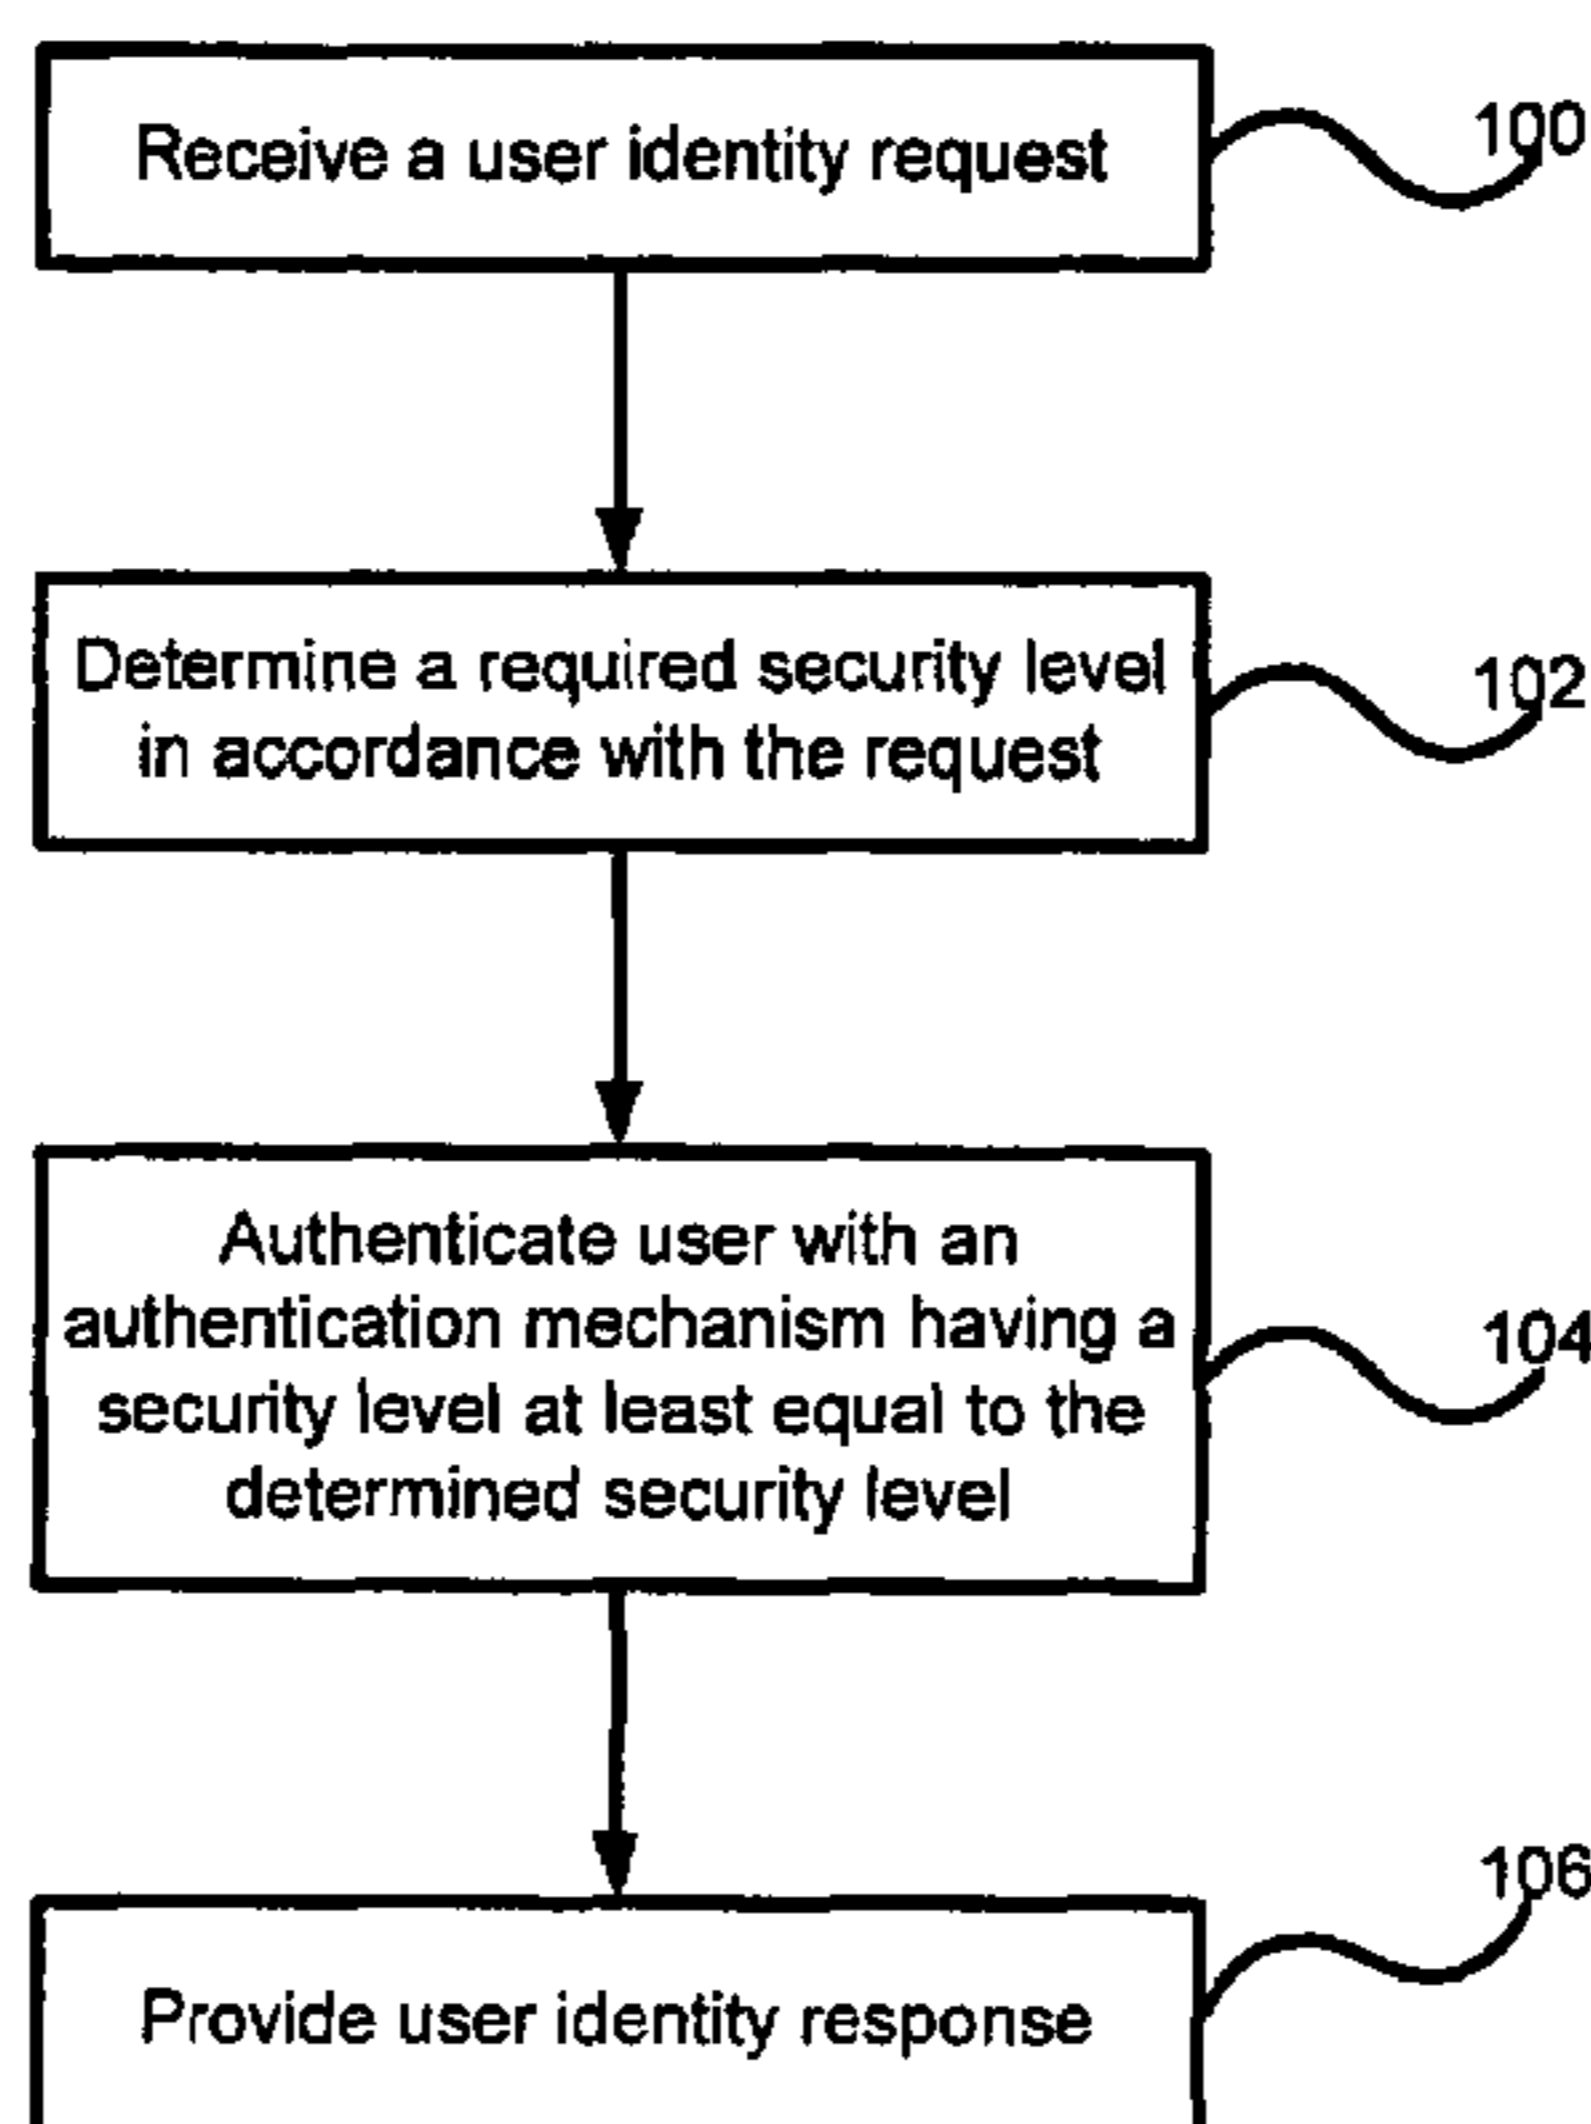 Receive a user identity request
100
Determine a required security level
in accordance with the request
102
Authenticate user with an
authentication mechanism having a
security level at least equal to the
determined security level
104
Provide user identity response
106